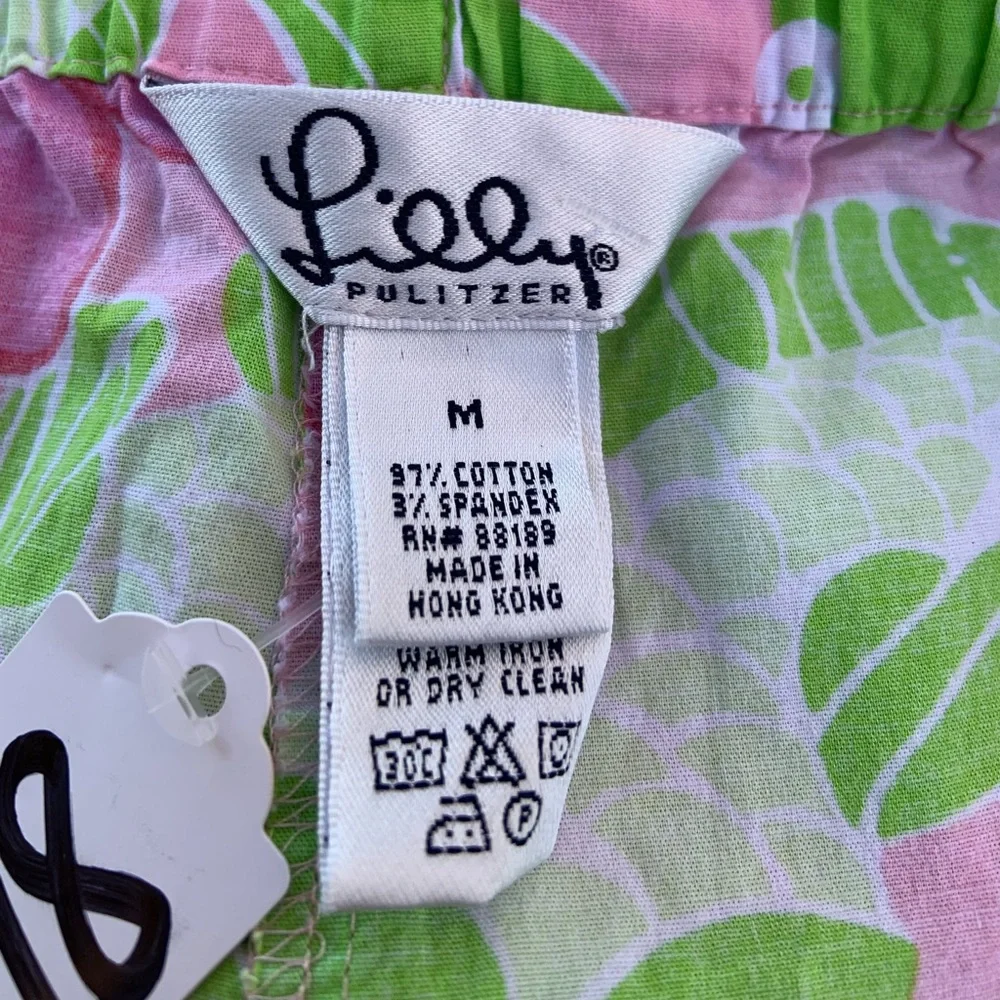 Lilly®
PULITZER
M
97% COTTON
3% SPANDEX
RN# 88189
MADE IN
HONG KONG
WARM IRON
OR DRY CLEAN
30C
P